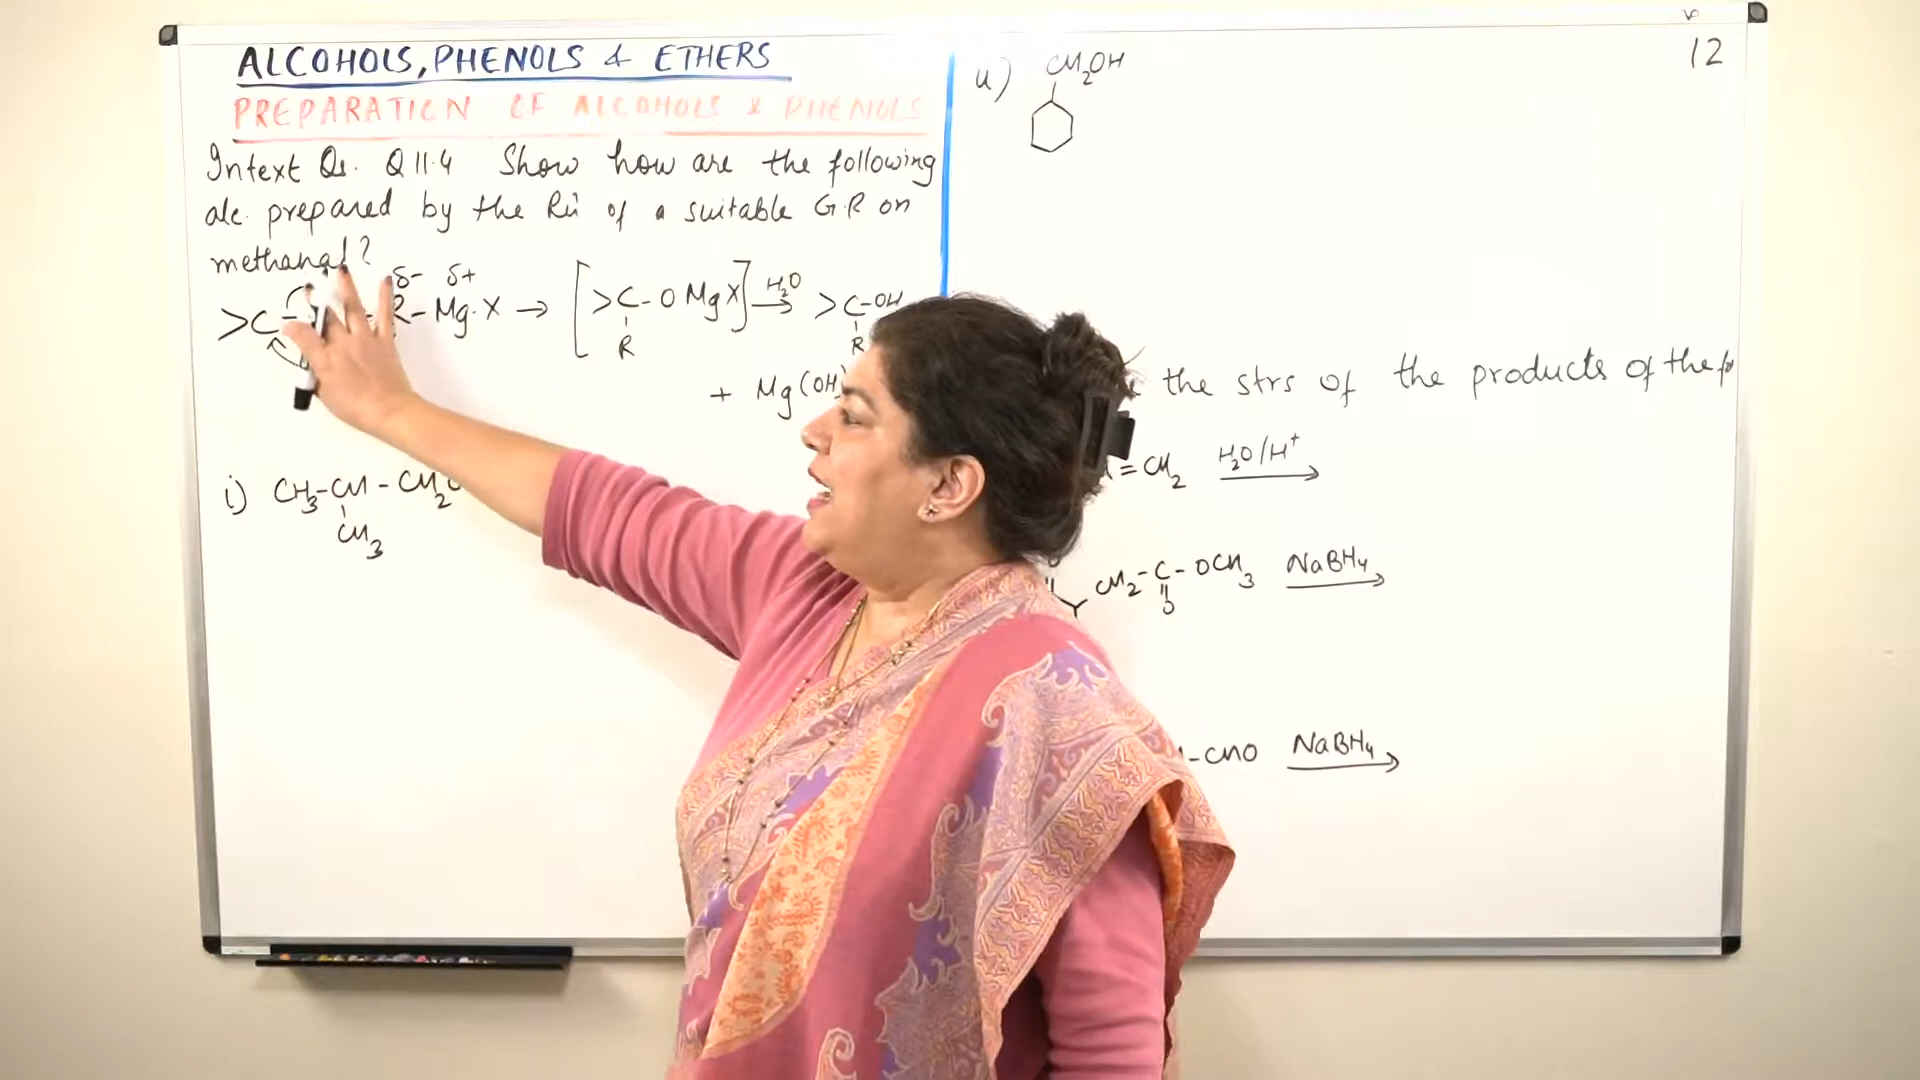 ALCOHOLS, PHENOLS & ETHERS
PREPARATION OF ALCOHOLS & PHENOLS
Intext Qs. Q 11.4 Show how are the following
alc. prepared by the Rxn of a suitable G.R on
methanal?
δ- δ+
>C - R-Mg.X → [>C-OMgX] H2O → >C-OH
R R
+ Mg(OH)
i) CH3-CH-CH2
CH3
ii) CH2OH
12
the strs of the products of the
=CH2 H2O/H+ →
CH2-C-OCH3 NaBH4 →
O
-CHO NaBH4 →